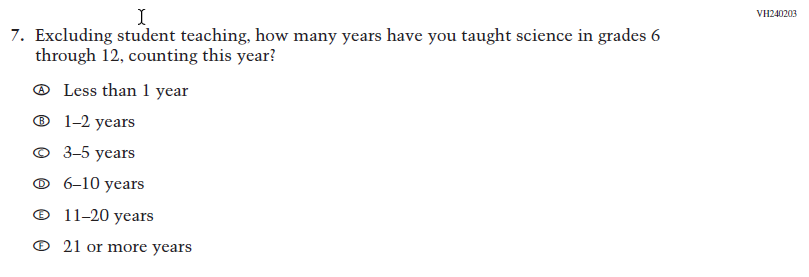 VH240203
7. Excluding student teaching, how many years have you taught science in grades 6
through 12, counting this year?
A Less than 1 year
B 1–2 years
C 3–5 years
D 6–10 years
E 11–20 years
F 21 or more years